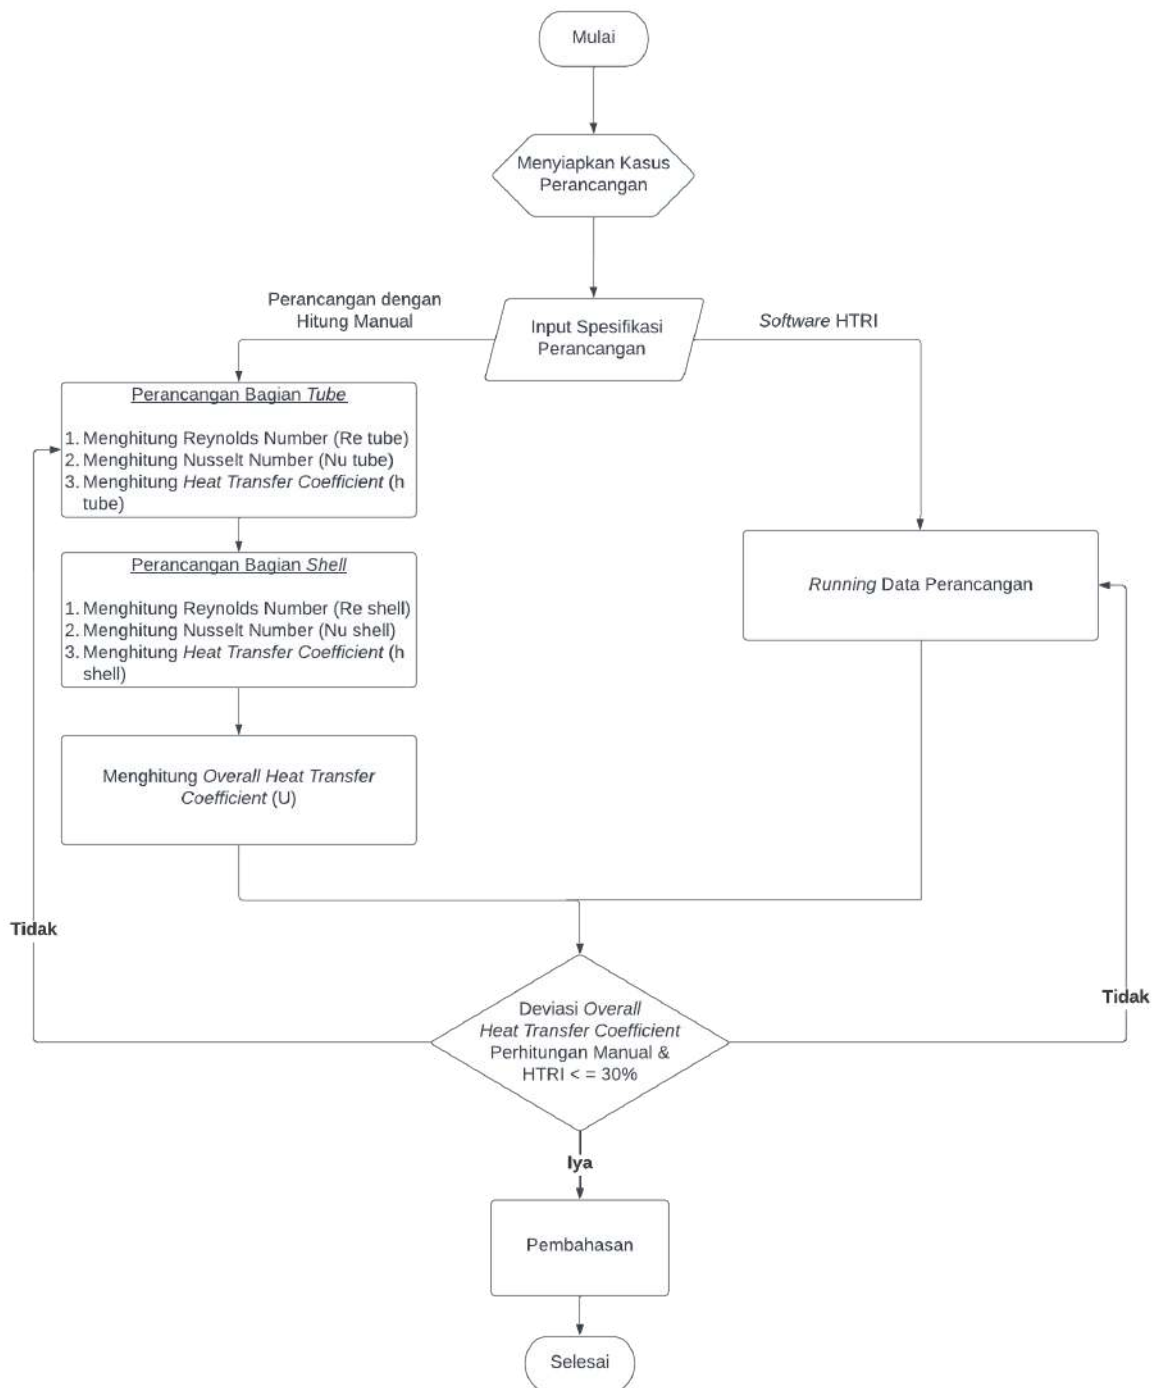 Mulai
Menyiapkan Kasus
Perancangan
Perancangan dengan
Hitung Manual
Input Spesifikasi
Perancangan
Software HTRI
Perancangan Bagian Tube
1. Menghitung Reynolds Number (Re tube)
2. Menghitung Nusselt Number (Nu tube)
3. Menghitung Heat Transfer Coefficient (h
tube)
Perancangan Bagian Shell
1. Menghitung Reynolds Number (Re shell)
2. Menghitung Nusselt Number (Nu shell)
3. Menghitung Heat Transfer Coefficient (h
shell)
Running Data Perancangan
Menghitung Overall Heat Transfer
Coefficient (U)
Tidak
Deviasi Overall
Heat Transfer Coefficient
Perhitungan Manual &
HTRI < = 30%
Tidak
Iya
Pembahasan
Selesai